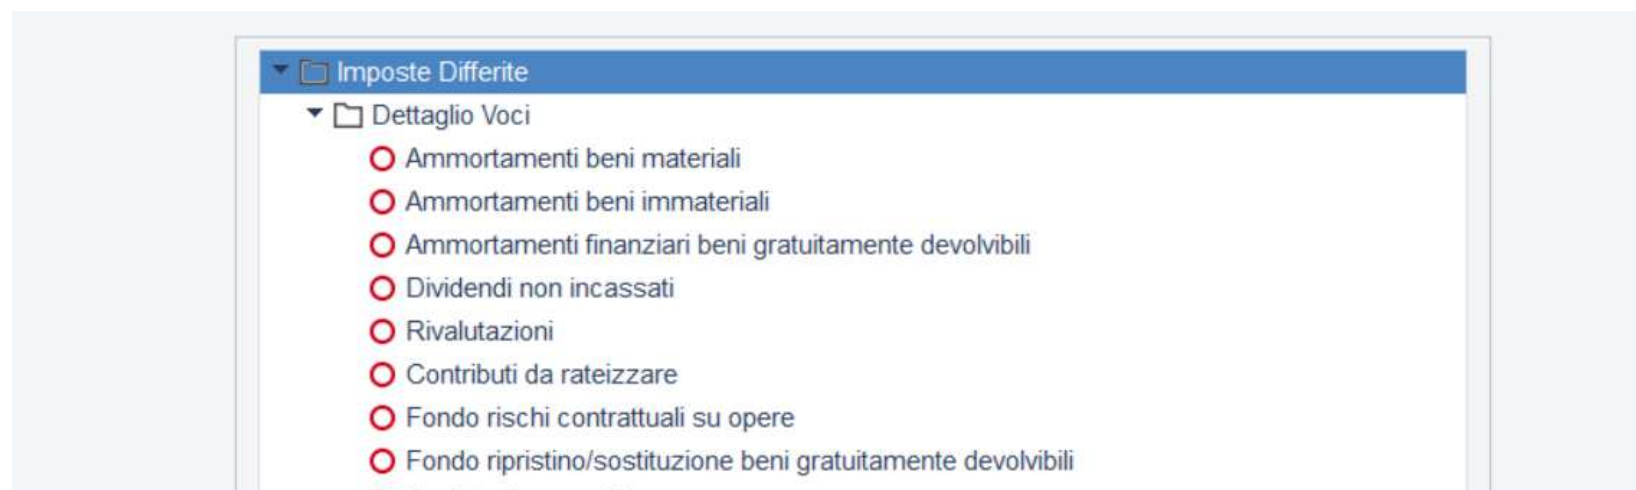 Imposte Differite
Dettaglio Voci
Ammortamenti beni materiali
Ammortamenti beni immateriali
Ammortamenti finanziari beni gratuitamente devolvibili
Dividendi non incassati
Rivalutazioni
Contributi da rateizzare
Fondo rischi contrattuali su opere
Fondo ripristino/sostituzione beni gratuitamente devolvibili